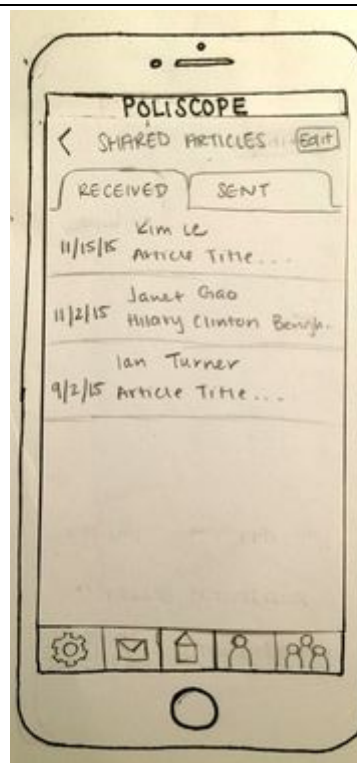 POLISCOPE
< SHARED ARTICLES Edit
RECEIVED SENT
Kim Le
11/15/15 Article Title...
Janet Gao
11/2/15 Hilary Clinton Bengh.
Ian Turner
9/2/15 Article Title...